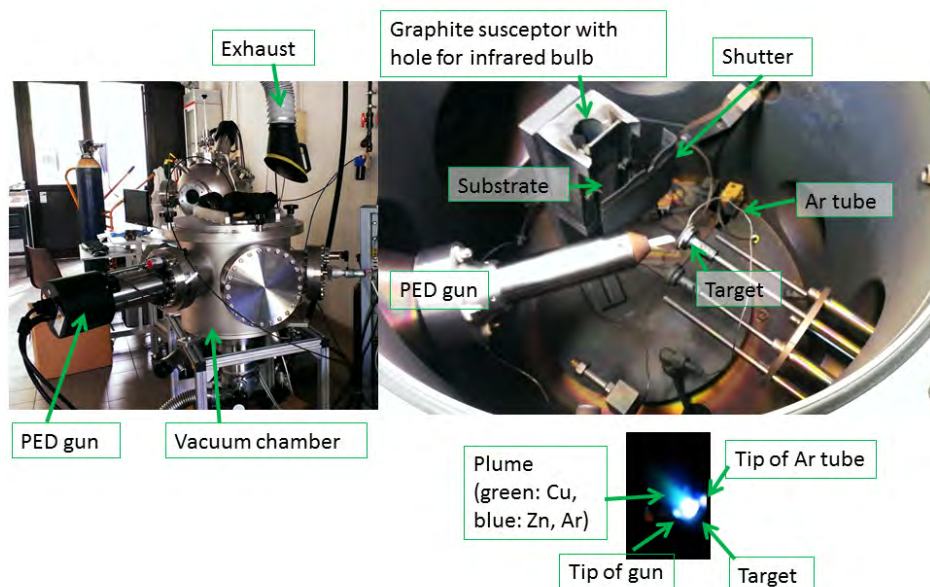 Exhaust
Graphite susceptor with
hole for infrared bulb
Shutter
Substrate
Ar tube
PED gun
Target
PED gun
Vacuum chamber
Plume
(green: Cu,
blue: Zn, Ar)
Tip of Ar tube
Tip of gun
Target